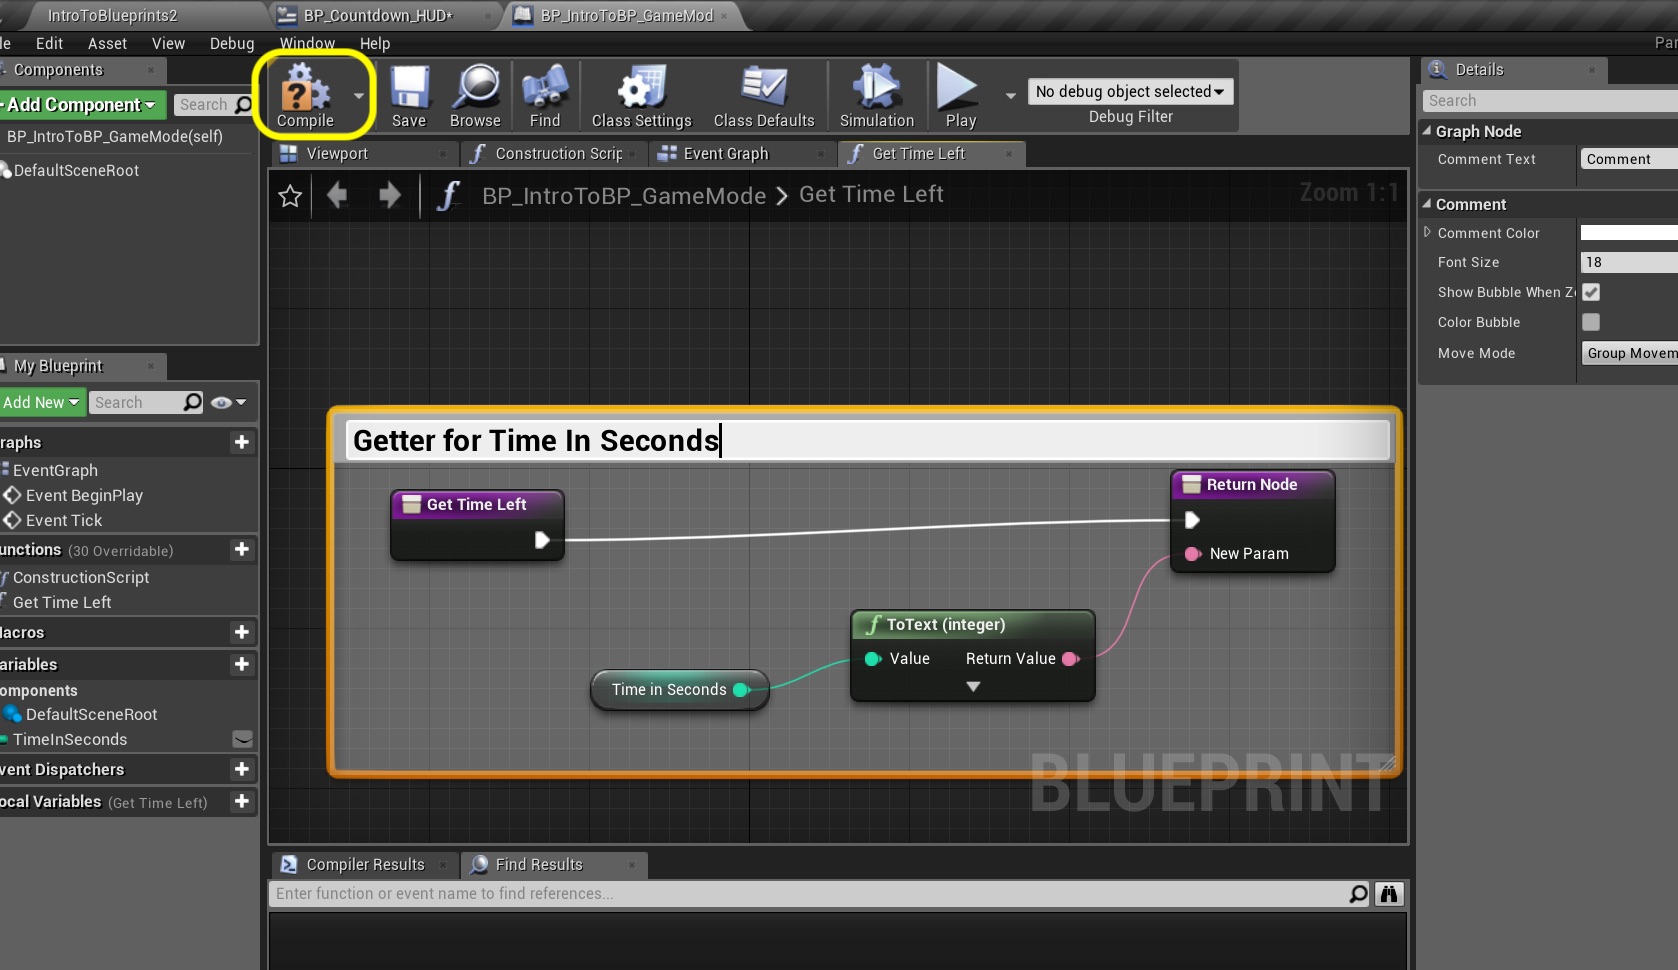 IntroToBlueprints2
BP_Countdown_HUD*
BP_IntroToBP_GameMod
le Edit Asset View Debug Window Help
Par
Components
Add Component
Search
BP_IntroToBP_GameMode(self)
DefaultSceneRoot
Compile
Save
Browse
Find
Class Settings
Class Defaults
Simulation
Play
No debug object selected
Debug Filter
Viewport
Construction Scrip
Event Graph
Get Time Left
BP_IntroToBP_GameMode > Get Time Left
Zoom 1:1
My Blueprint
Add New
Search
raphs
EventGraph
Event BeginPlay
Event Tick
unctions (30 Overridable)
ConstructionScript
Get Time Left
lacros
ariables
omponents
DefaultSceneRoot
TimeInSeconds
vent Dispatchers
ocal Variables (Get Time Left)
Getter for Time In Seconds
Get Time Left
Return Node
New Param
ToText (integer)
Value
Return Value
Time in Seconds
BLUEPRINT
Compiler Results
Find Results
Enter function or event name to find references...
Details
Search
Graph Node
Comment Text
Comment
Comment
Comment Color
Font Size
18
Show Bubble When Zo
Color Bubble
Move Mode
Group Movem